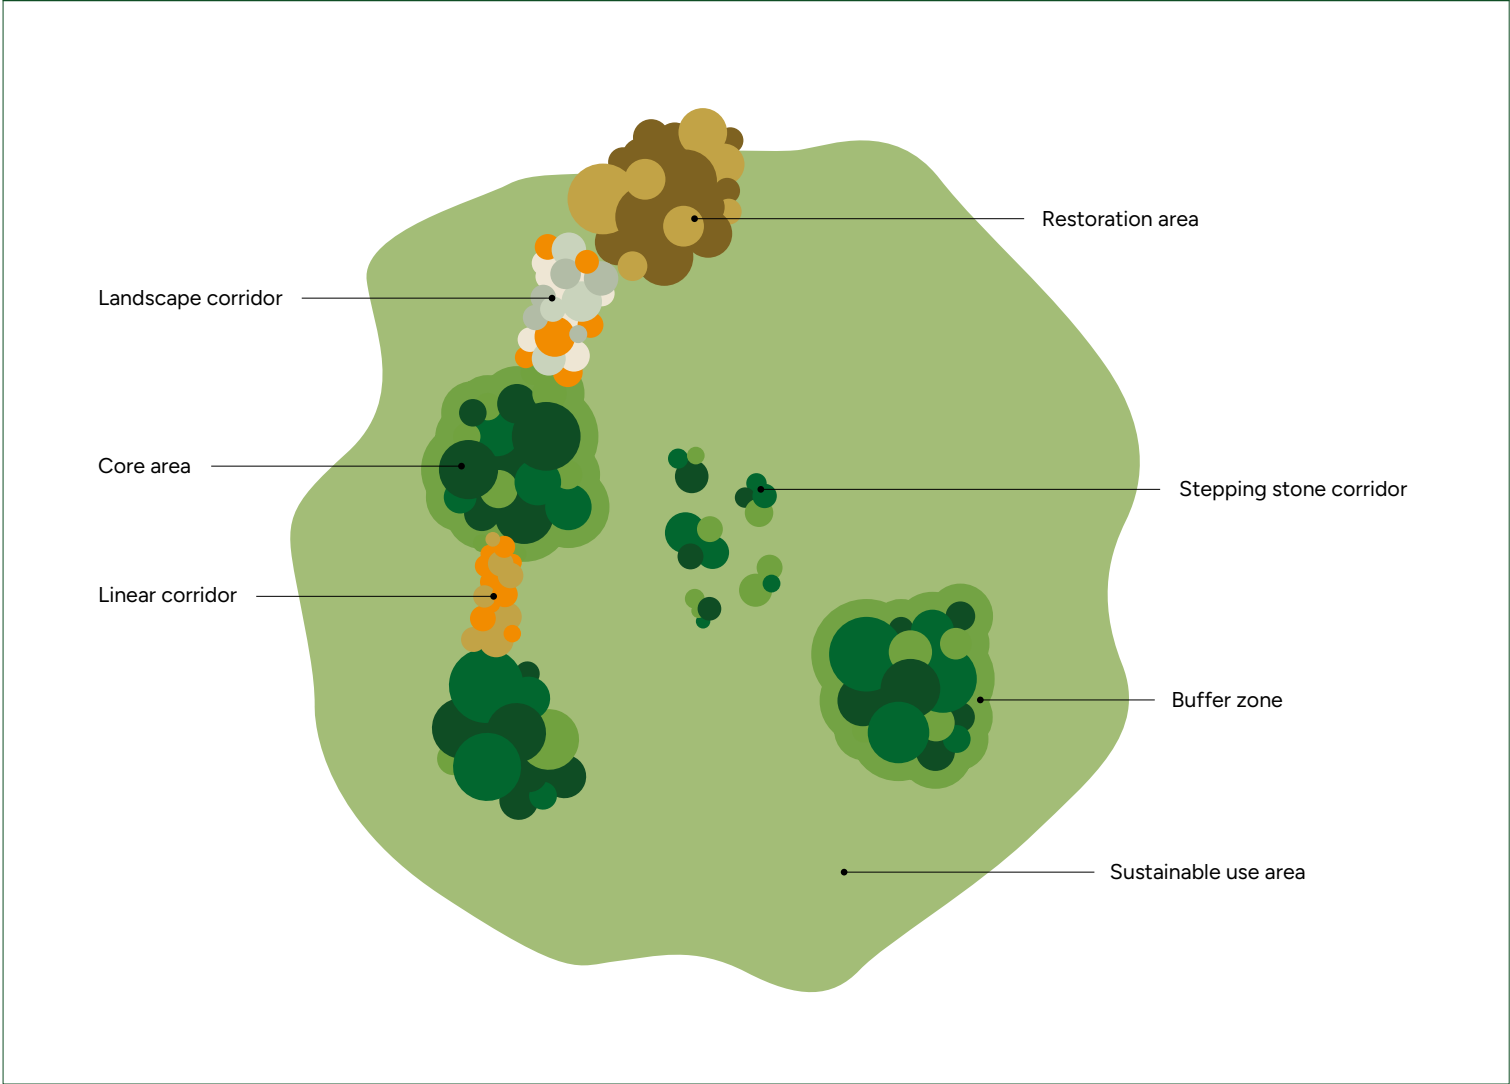 Restoration area
Landscape corridor
Core area
Stepping stone corridor
Linear corridor
Buffer zone
Sustainable use area